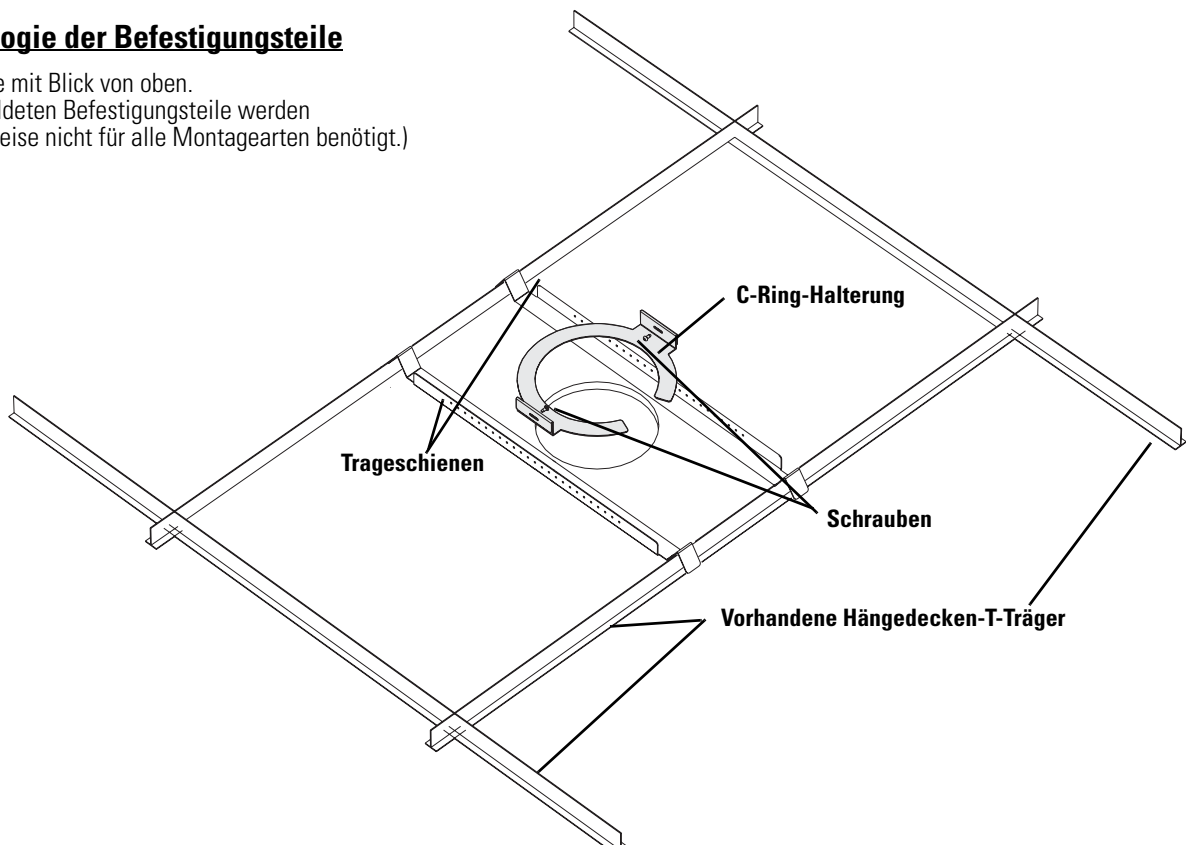 ogie der Befestigungsteile
e mit Blick von oben.
ldeten Befestigungsteile werden
eise nicht für alle Montagearten benötigt.)
C-Ring-Halterung
Trageschienen
Schrauben
Vorhandene Hängedecken-T-Träger